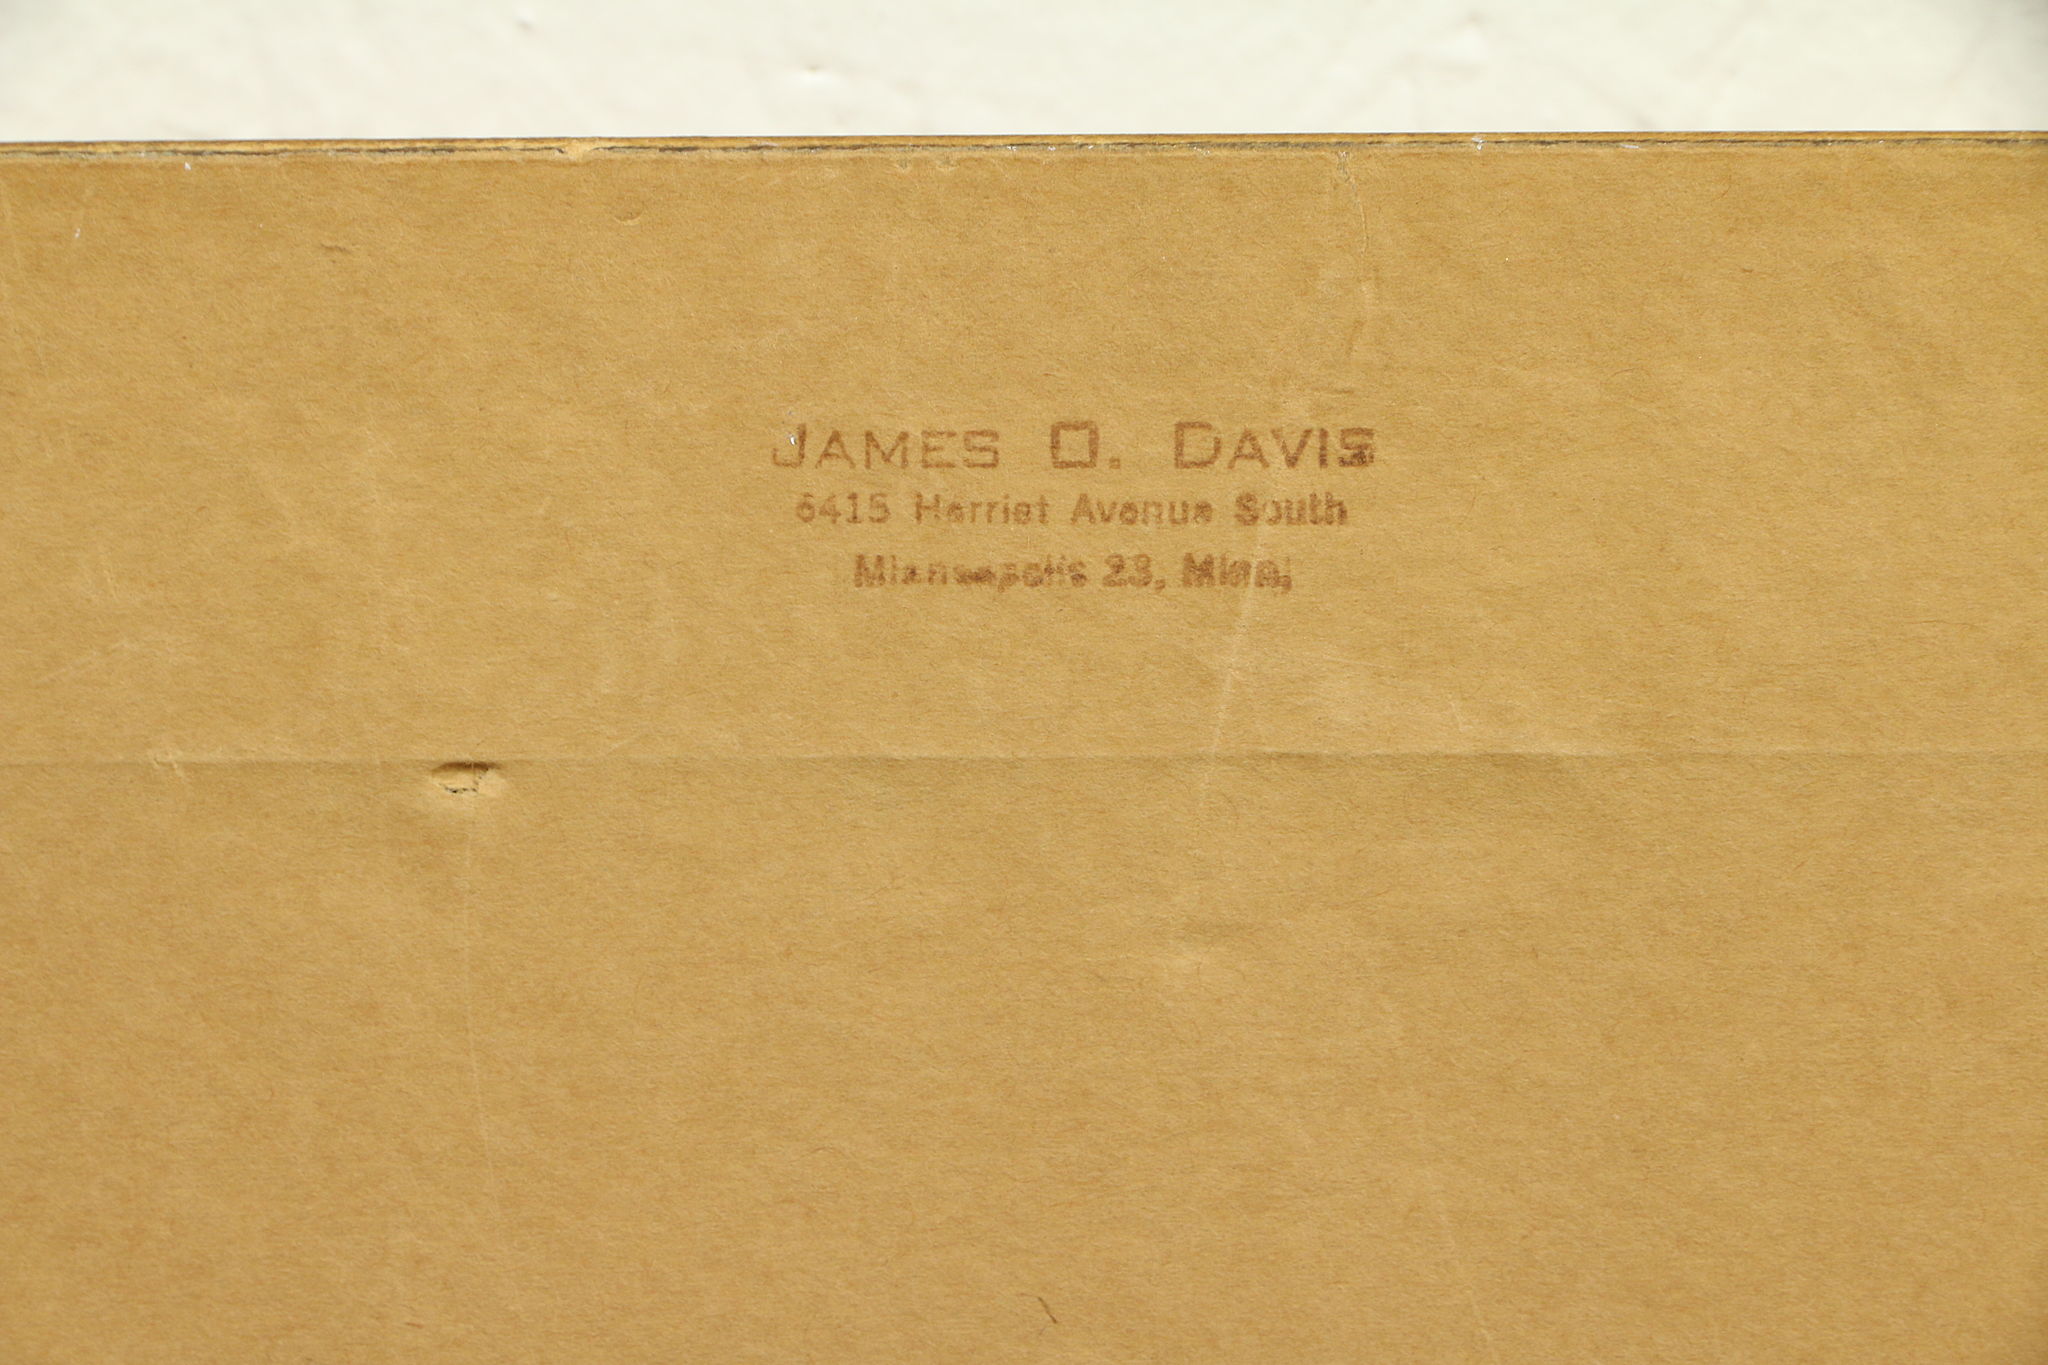 JAMES O. DAVIS
6415 Harriet Avenue South
Minneapolis 23, Minn.